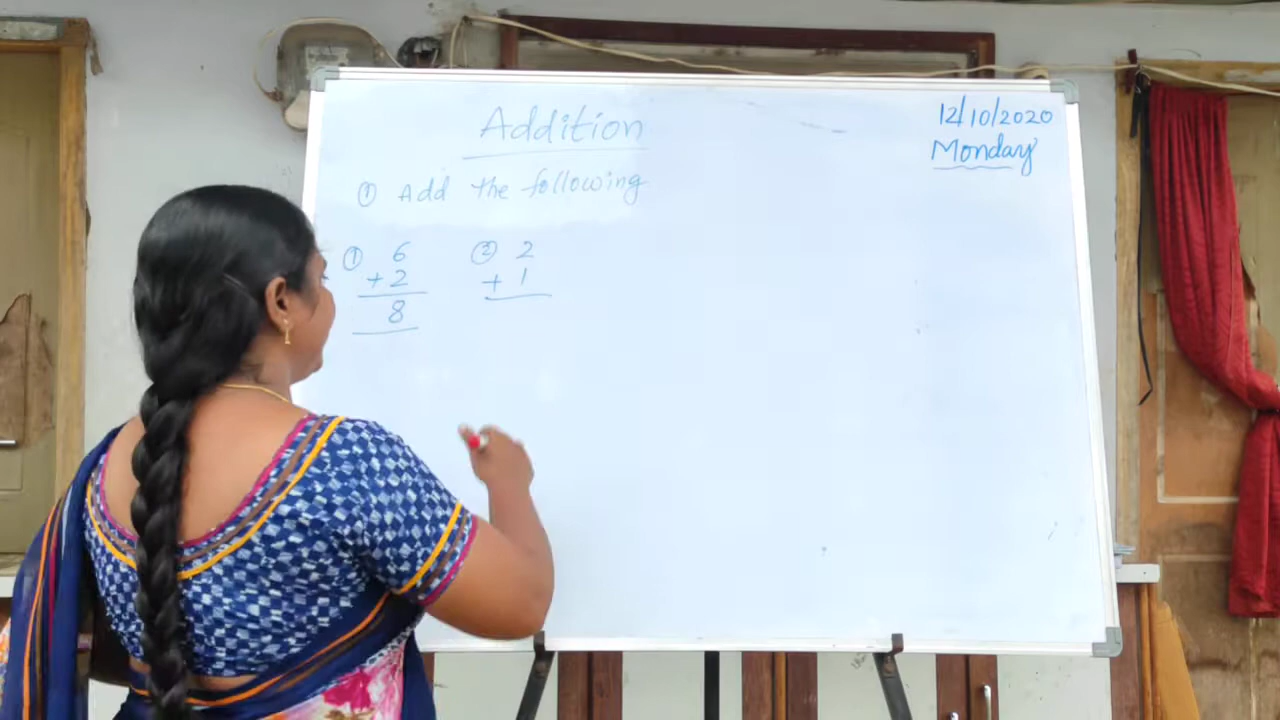 Addition
12/10/2020
Monday
① Add the following
① 6
+ 2
8
② 2
+ 1